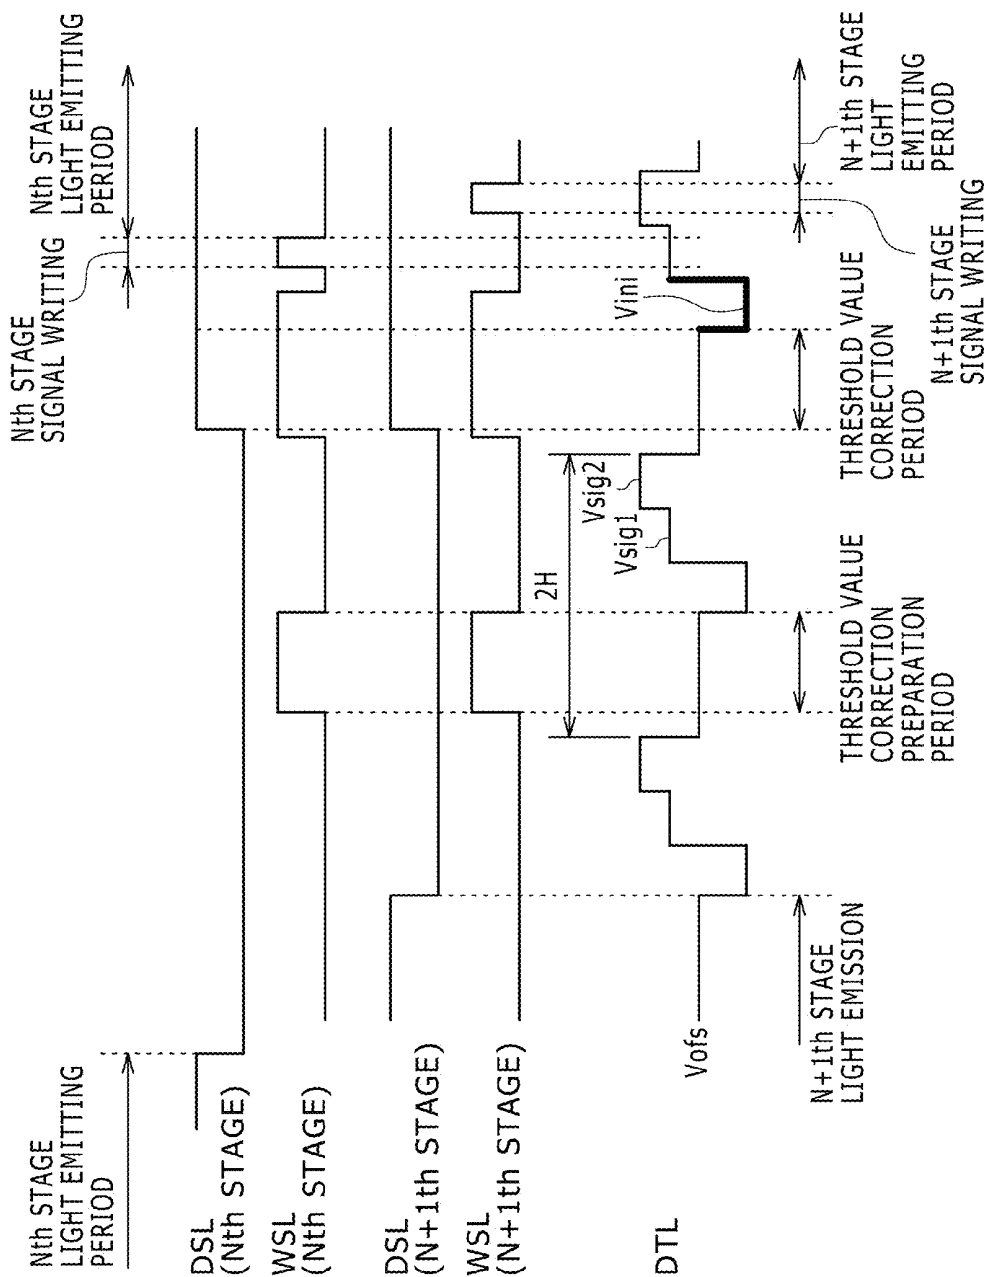 Nth STAGE
LIGHT EMITTING
PERIOD
Nth STAGE
SIGNAL WRITING
Nth STAGE
LIGHT EMITTING
PERIOD
DSL
(Nth STAGE)
WSL
(Nth STAGE)
DSL
(N+1th STAGE)
WSL
(N+1th STAGE)
2H
Vsig2
Vsig1
Vini
DTL
Vofs
N+1th STAGE
LIGHT EMISSION
THRESHOLD VALUE
CORRECTION
PREPARATION
PERIOD
THRESHOLD VALUE
CORRECTION
PERIOD
N+1th STAGE
SIGNAL WRITING
N+1th STAGE
LIGHT
EMITTING
PERIOD